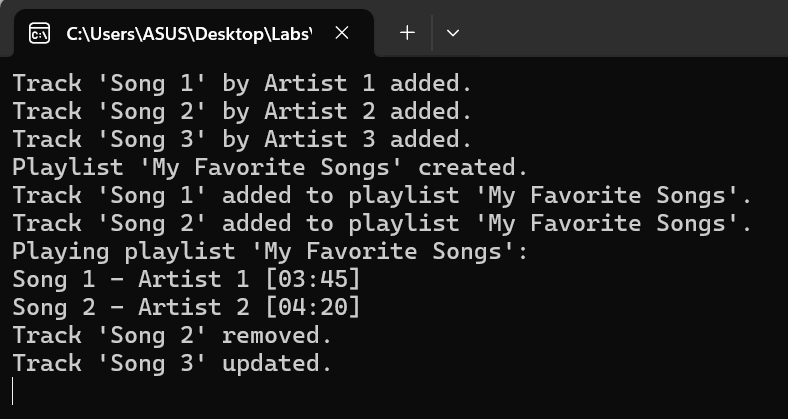 C:\Users\ASUS\Desktop\Labs\
Track 'Song 1' by Artist 1 added.
Track 'Song 2' by Artist 2 added.
Track 'Song 3' by Artist 3 added.
Playlist 'My Favorite Songs' created.
Track 'Song 1' added to playlist 'My Favorite Songs'.
Track 'Song 2' added to playlist 'My Favorite Songs'.
Playing playlist 'My Favorite Songs':
Song 1 - Artist 1 [03:45]
Song 2 - Artist 2 [04:20]
Track 'Song 2' removed.
Track 'Song 3' updated.